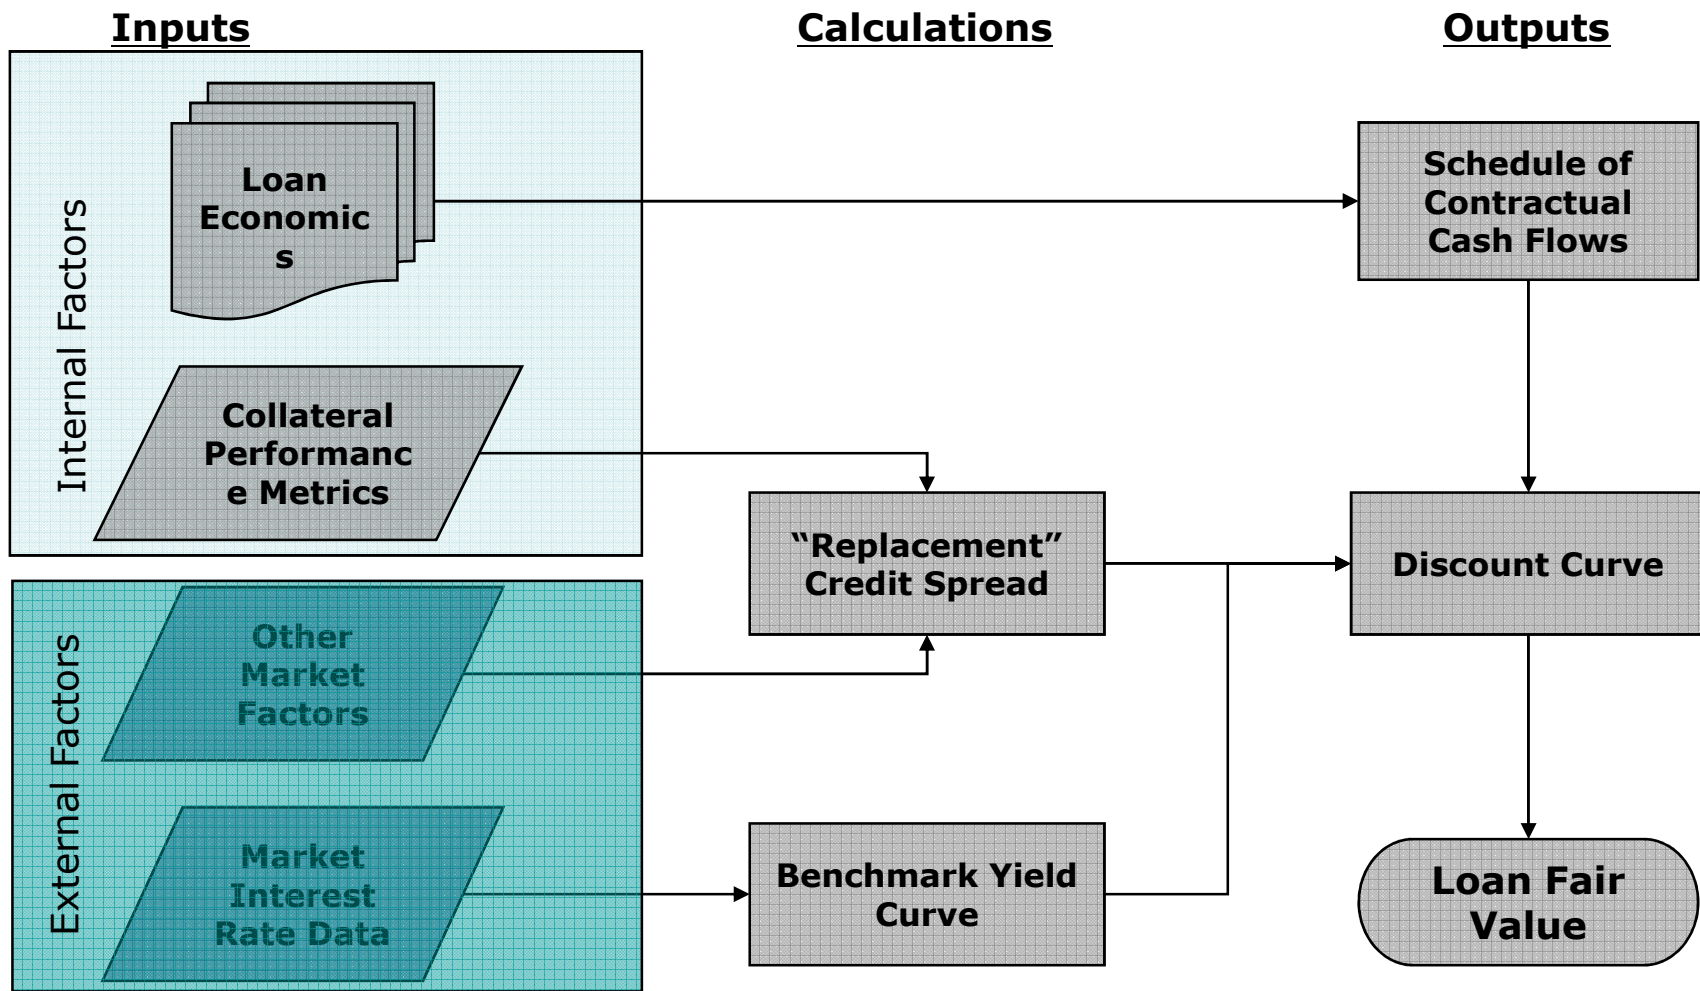 Inputs
Calculations
Outputs
Internal Factors
Loan
Economic
s
Collateral
Performanc
e Metrics
External Factors
Other
Market
Factors
Market
Interest
Rate Data
“Replacement”
Credit Spread
Benchmark Yield
Curve
Schedule of
Contractual
Cash Flows
Discount Curve
Loan Fair
Value